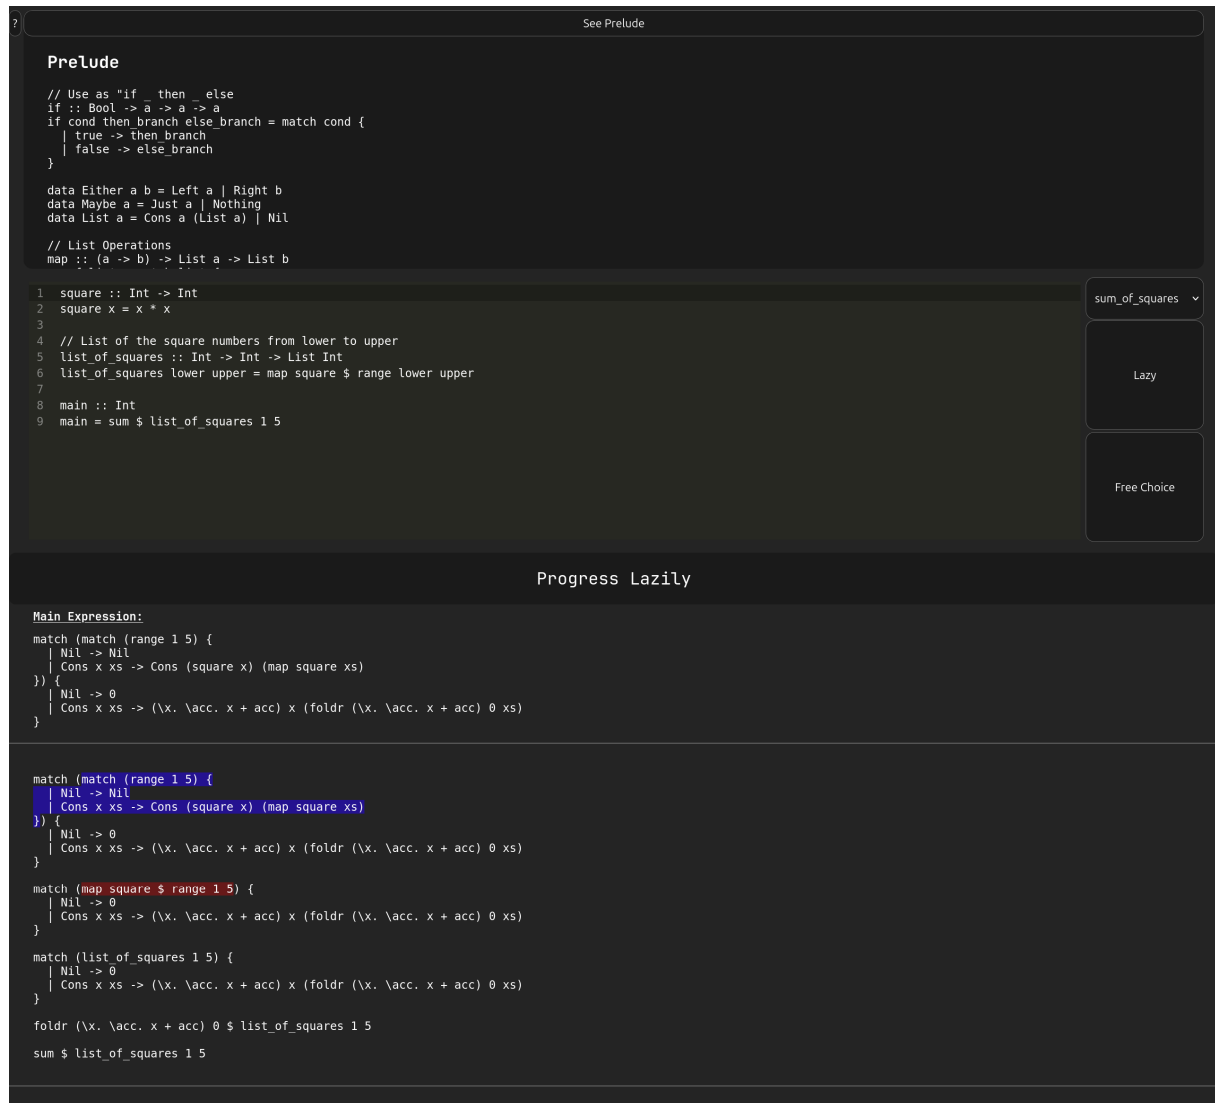 ?
See Prelude
Prelude
// Use as "if _ then _ else
if :: Bool -> a -> a -> a
if cond then_branch else_branch = match cond {
  | true -> then_branch
  | false -> else_branch
}
data Either a b = Left a | Right b
data Maybe a = Just a | Nothing
data List a = Cons a (List a) | Nil
// List Operations
map :: (a -> b) -> List a -> List b
1 square :: Int -> Int
2 square x = x * x
3
4 // List of the square numbers from lower to upper
5 list_of_squares :: Int -> Int -> List Int
6 list_of_squares lower upper = map square $ range lower upper
7
8 main :: Int
9 main = sum $ list_of_squares 1 5
sum_of_squares
Lazy
Free Choice
Progress Lazily
Main Expression:
match (match (range 1 5) {
  | Nil -> Nil
  | Cons x xs -> Cons (square x) (map square xs)
}) {
  | Nil -> 0
  | Cons x xs -> (\x. \acc. x + acc) x (foldr (\x. \acc. x + acc) 0 xs)
}
match (match (range 1 5) {
  | Nil -> Nil
  | Cons x xs -> Cons (square x) (map square xs)
}) {
  | Nil -> 0
  | Cons x xs -> (\x. \acc. x + acc) x (foldr (\x. \acc. x + acc) 0 xs)
}
match (map square $ range 1 5) {
  | Nil -> 0
  | Cons x xs -> (\x. \acc. x + acc) x (foldr (\x. \acc. x + acc) 0 xs)
}
match (list_of_squares 1 5) {
  | Nil -> 0
  | Cons x xs -> (\x. \acc. x + acc) x (foldr (\x. \acc. x + acc) 0 xs)
}
foldr (\x. \acc. x + acc) 0 $ list_of_squares 1 5
sum $ list_of_squares 1 5